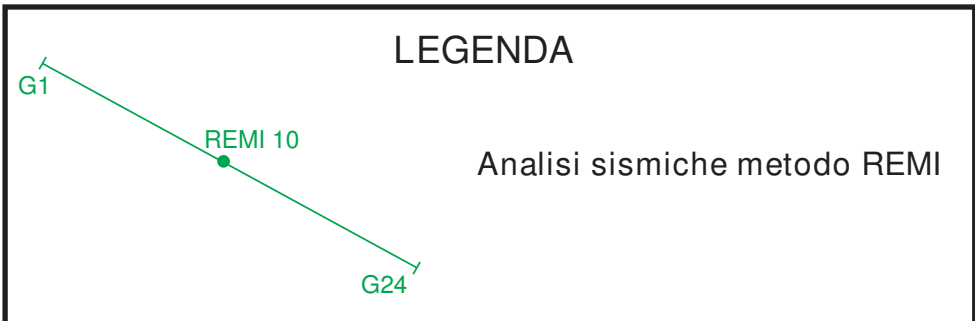 LEGENDA
G1
REMI 10
Analisi sismiche metodo REMI
G24